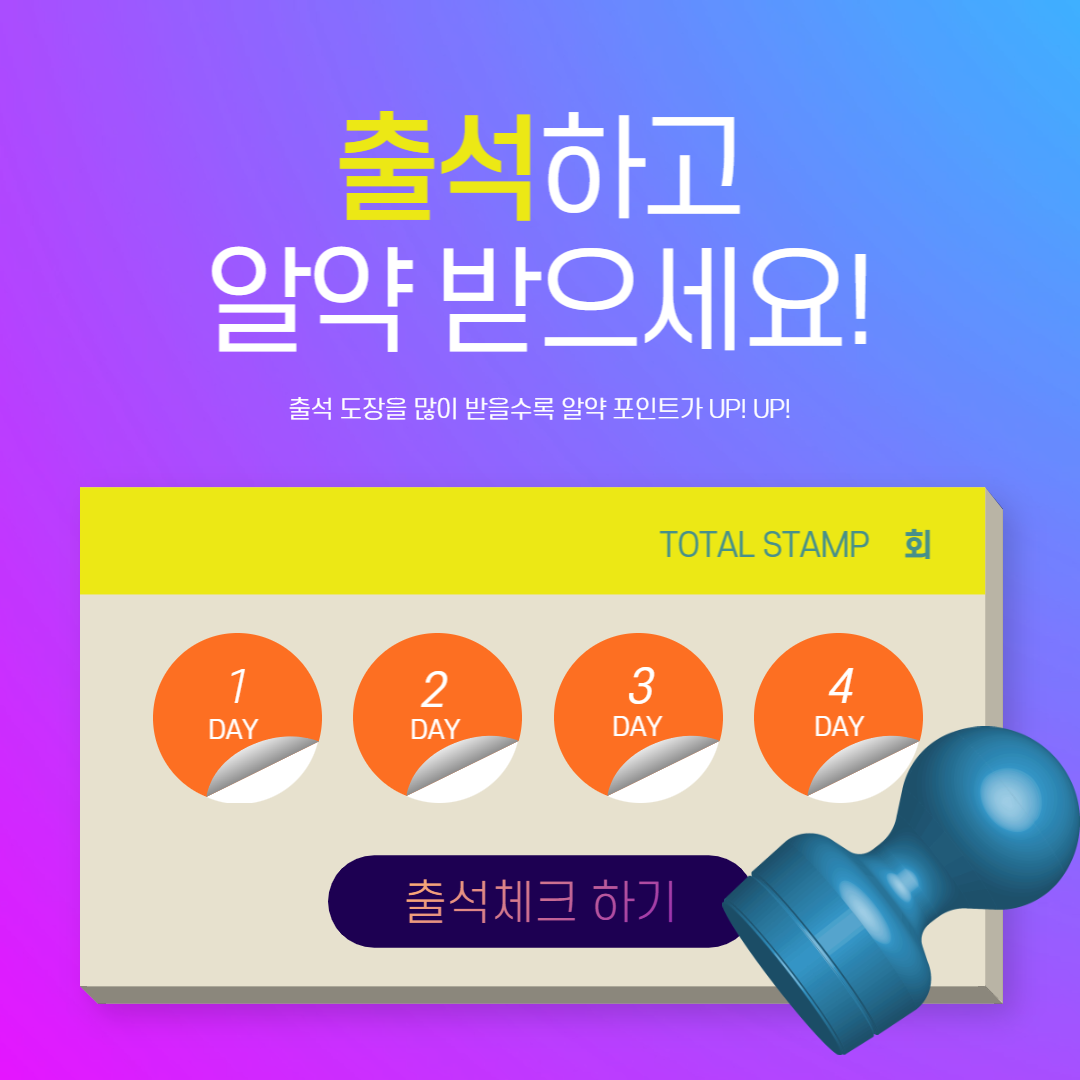 출석하고
알약 받으세요!
출석 도장을 많이 받을수록 알약 포인트가 UP! UP!
TOTAL STAMP 회
1 2 3 4
DAY DAY DAY DAY
출석체크 하기